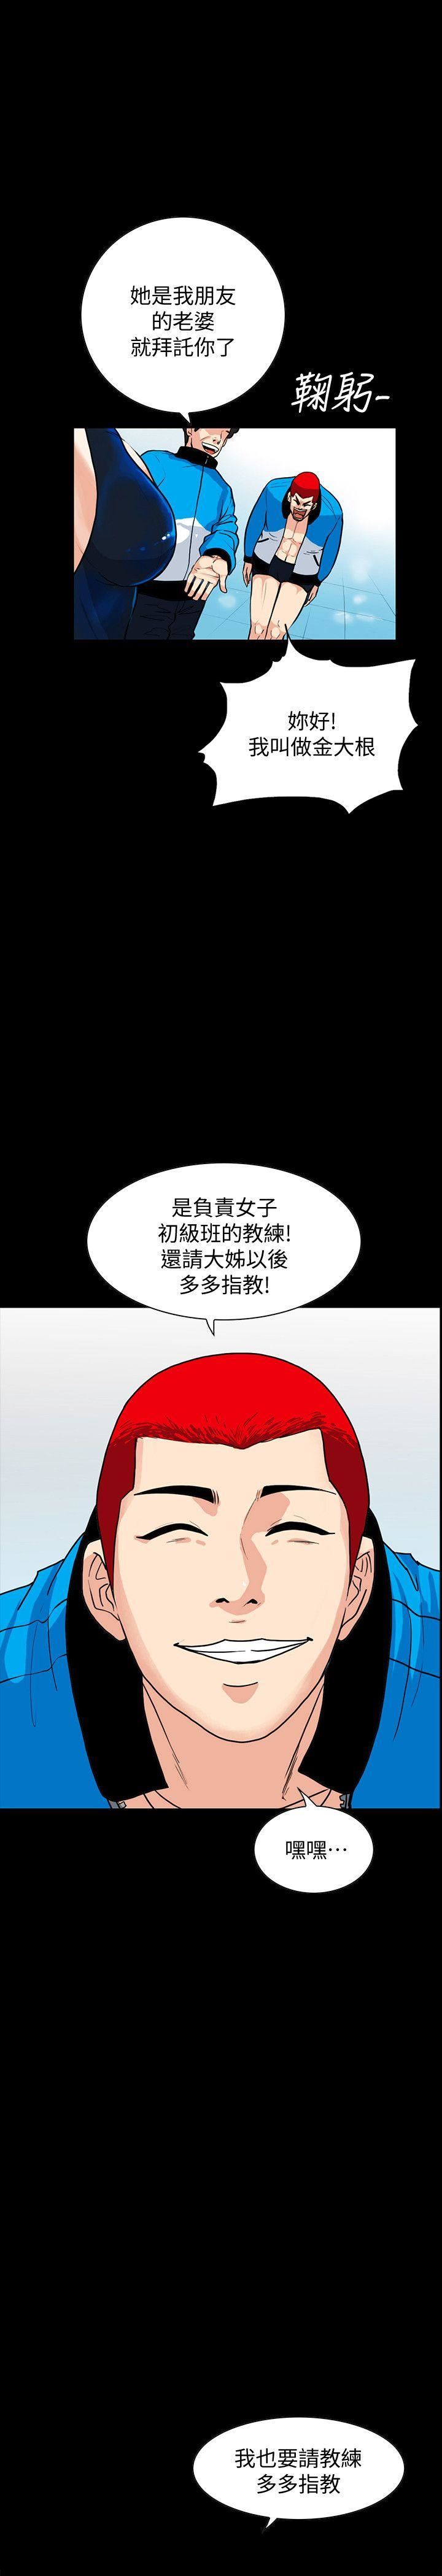 她是我朋友
的老婆
就拜託你了
鞠躬~
妳好!
我叫做金大根
是負責女子
初級班的教練!
還請大姊以後
多多指教!
嘿嘿…
我也要請教練
多多指教